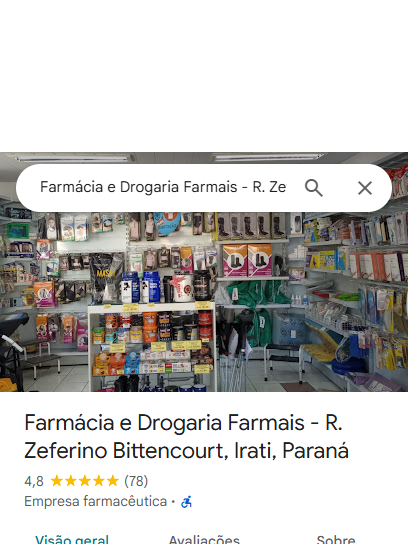 Farmácia e Drogaria Farmais - R. Ze
Farmácia e Drogaria Farmais - R.
Zeferino Bittencourt, Irati, Paraná
4,8 (78)
Empresa farmacêutica ·
Visão geral Avaliações Sobre